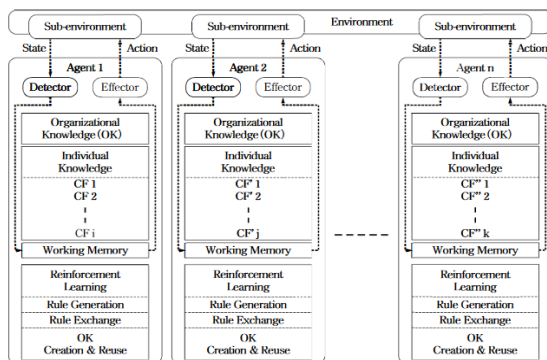 Environment
Sub-environment
Sub-environment
Sub-environment
State
Action
State
Action
State
Action
Agent 1
Detector
Effector
Organizational
Knowledge (OK)
Individual
Knowledge
CF 1
CF 2
CF i
Working Memory
Reinforcement
Learning
Rule Generation
Rule Exchange
OK
Creation & Reuse
Agent 2
Detector
Effector
Organizational
Knowledge (OK)
Individual
Knowledge
CF' 1
CF' 2
CF' j
Working Memory
Reinforcement
Learning
Rule Generation
Rule Exchange
OK
Creation & Reuse
Agent n
Detector
Effector
Organizational
Knowledge (OK)
Individual
Knowledge
CF" 1
CF" 2
CF" k
Working Memory
Reinforcement
Learning
Rule Generation
Rule Exchange
OK
Creation & Reuse